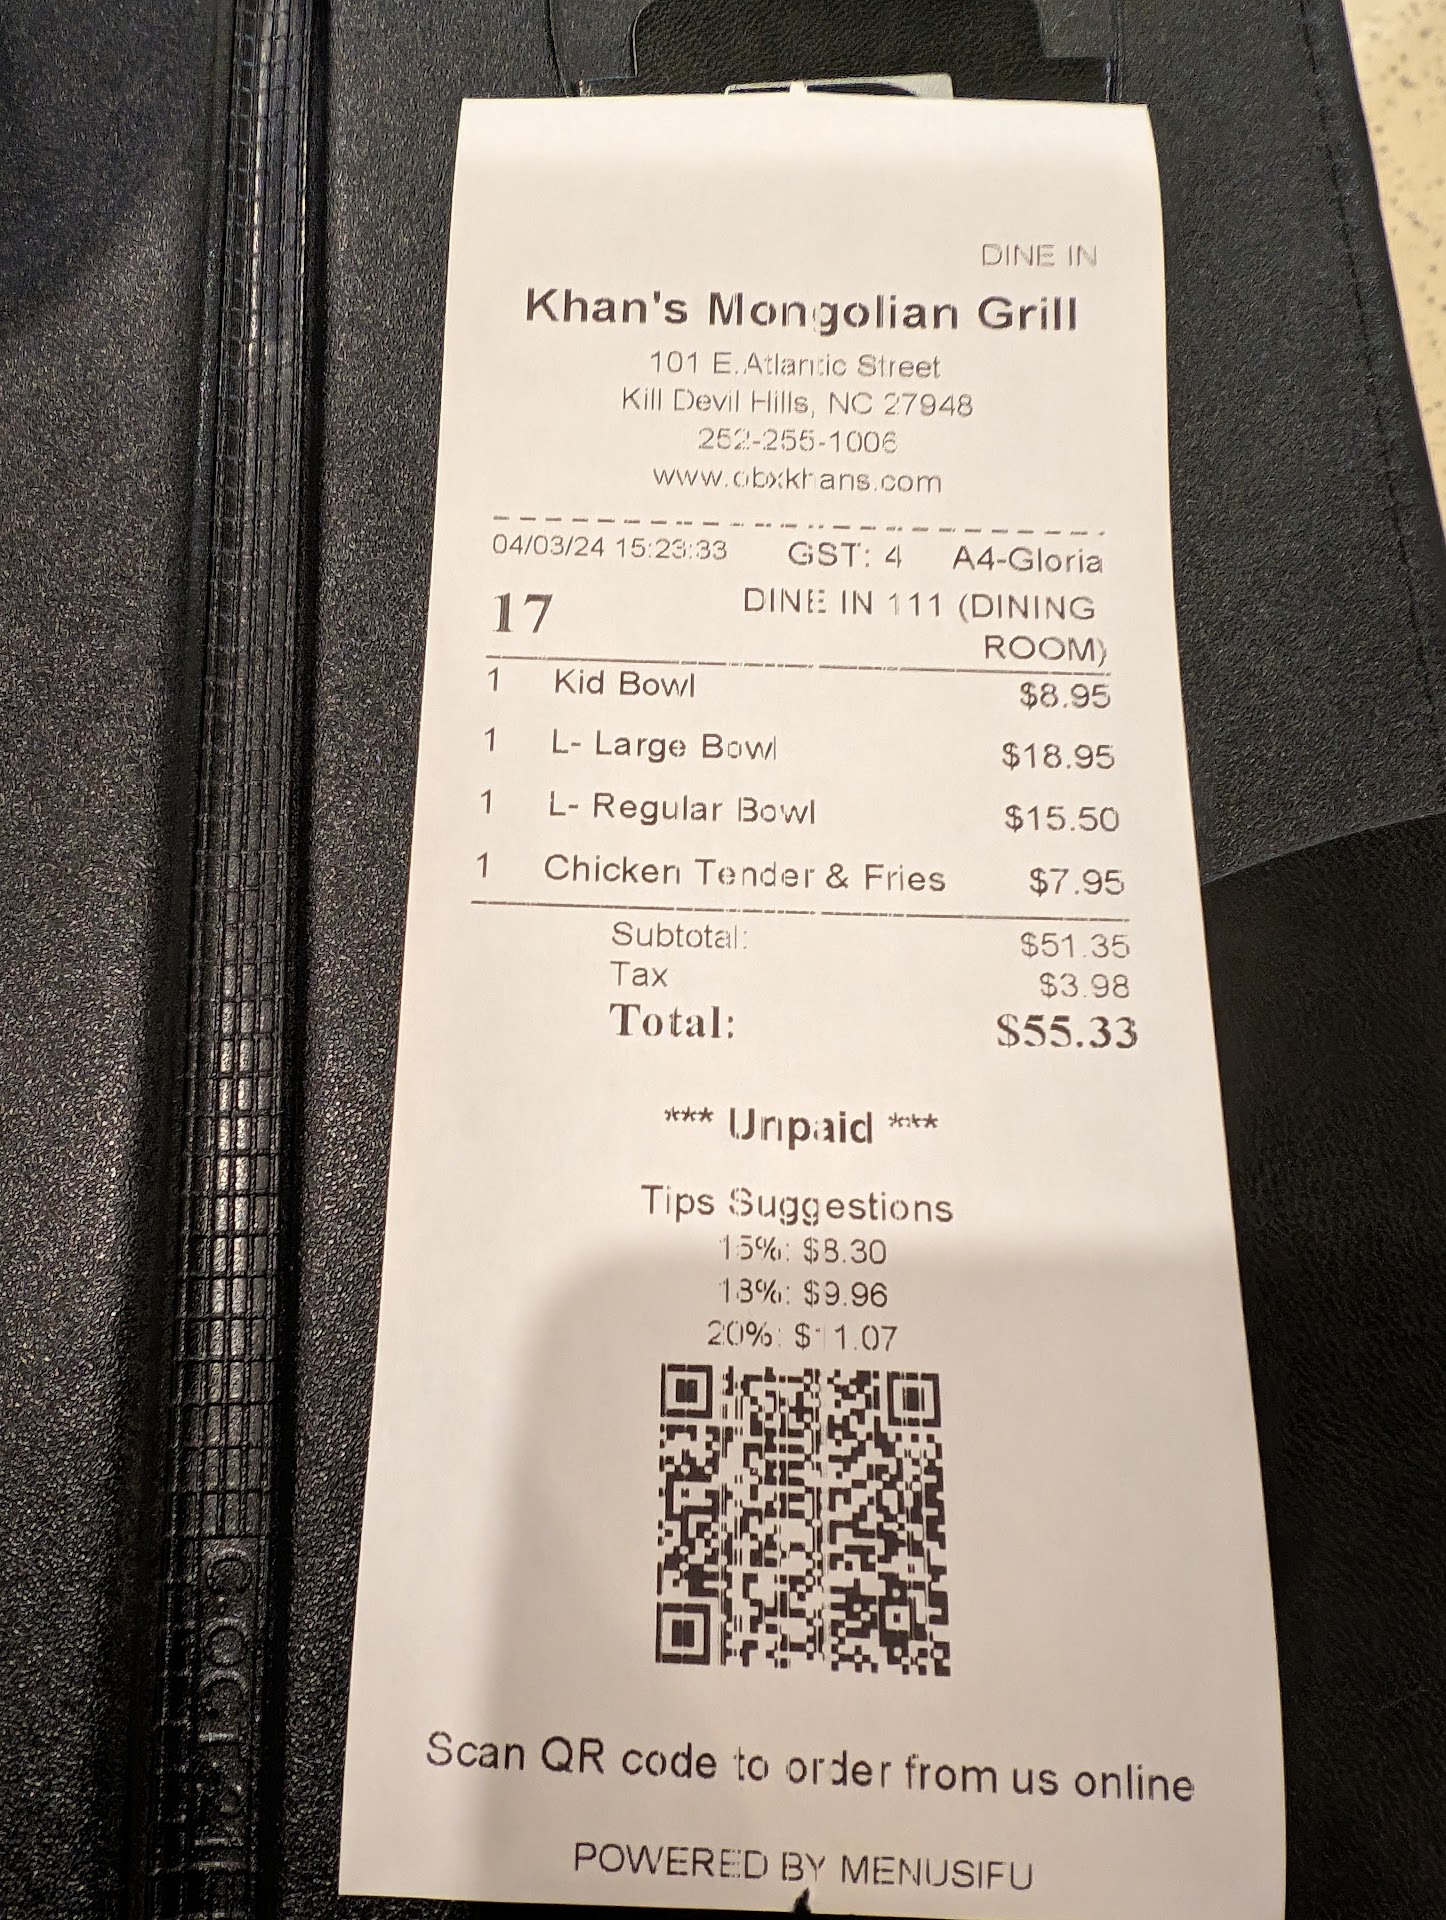 DINE IN
Khan's Mongolian Grill
101 E. Atlantic Street
Kill Devil Hills, NC 27948
252-255-1006
www.obxkhans.com
04/03/24 15:23:33 GST: 4 A4-Gloria
17 DINE IN 111 (DINING
ROOM)
1 Kid Bowl $8.95
1 L- Large Bowl $18.95
1 L- Regular Bowl $15.50
1 Chicken Tender & Fries $7.95
Subtotal: $51.35
Tax $3.98
Total: $55.33
*** Unpaid ***
Tips Suggestions
15%: $8.30
18%: $9.96
20%: $11.07
Scan QR code to order from us online
POWERED BY MENUSIFU